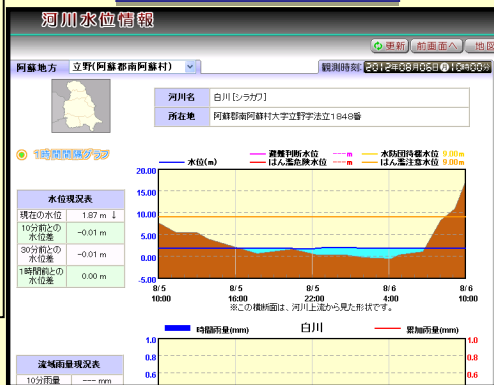 河川水位情報
更新 前画面へ 地図
阿蘇地方 立野(阿蘇郡南阿蘇村) 観測時刻: 2012年08月06日(月)10時00分
河川名 白川[シラカワ]
所在地 阿蘇郡南阿蘇村大字立野字法立1848番
1時間間隔グラフ
水位(m) 避難判断水位 ---m 水防団待機水位 9.00m
はん濫危険水位 ---m はん濫注意水位 9.00m
20.00
15.00
10.00
5.00
0.00
-5.00
8/5 8/5 8/5 8/6 8/6
10:00 16:00 22:00 4:00 10:00
※この横断面は、河川上流から見た形状です。
水位現況表
現在の水位 1.87 m ↓
10分前との水位差 -0.01 m
30分前との水位差 -0.01 m
1時間前との水位差 0.00 m
時間雨量(mm) 白川 累加雨量(mm)
1.0 1.0
0.8 0.8
0.6 0.6
流域雨量現況表
10分雨量 --- mm